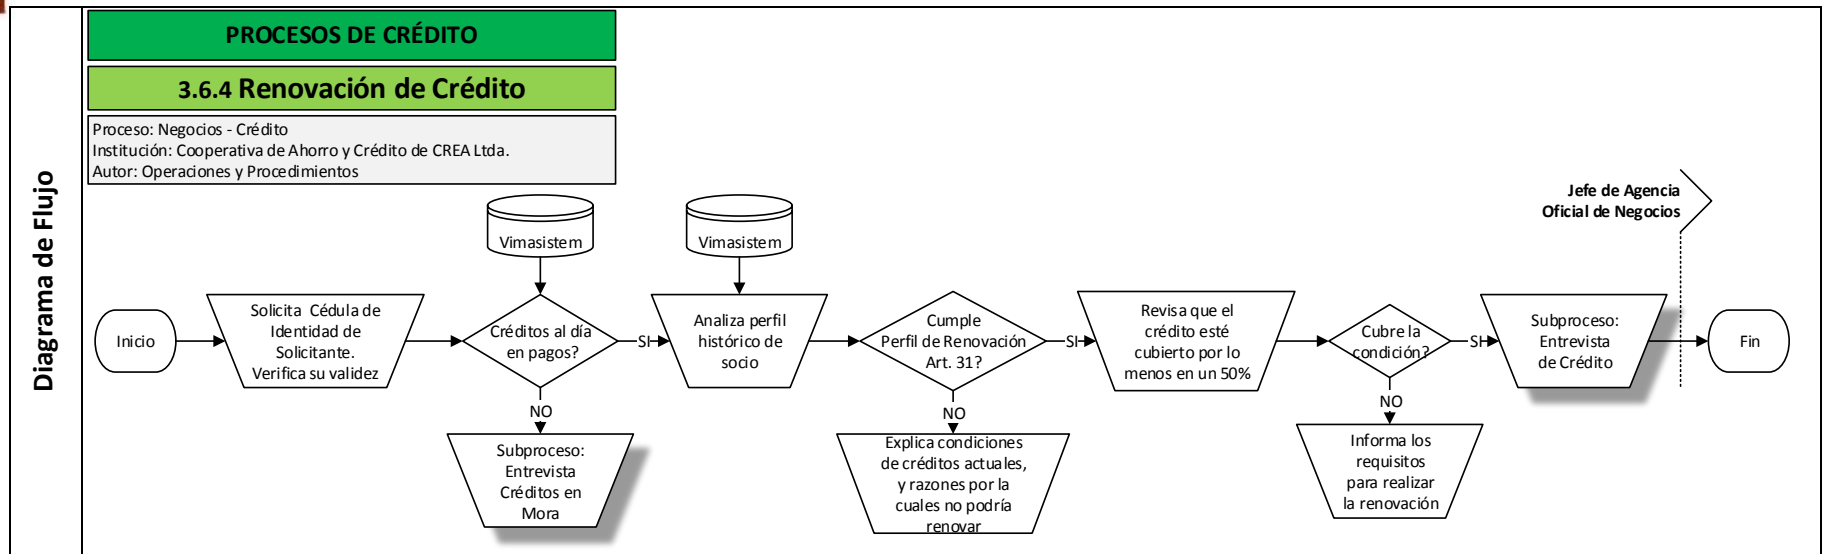 PROCESOS DE CRÉDITO
3.6.4 Renovación de Crédito
Proceso: Negocios - Crédito
Institución: Cooperativa de Ahorro y Crédito de CREA Ltda.
Autor: Operaciones y Procedimientos
Diagrama de Flujo
Jefe de Agencia
Oficial de Negocios
Vimasistem
Vimasistem
Inicio
Solicita Cédula de
Identidad de
Solicitante.
Verifica su validez
Créditos al día
en pagos?
SI
NO
Subproceso:
Entrevista
Créditos en
Mora
Analiza perfil
histórico de
socio
Cumple
Perfil de Renovación
Art. 31?
SI
NO
Explica condiciones
de créditos actuales,
y razones por la
cuales no podría
renovar
Revisa que el
crédito esté
cubierto por lo
menos en un 50%
Cubre la
condición?
SI
NO
Informa los
requisitos
para realizar
la renovación
Subproceso:
Entrevista
de Crédito
Fin